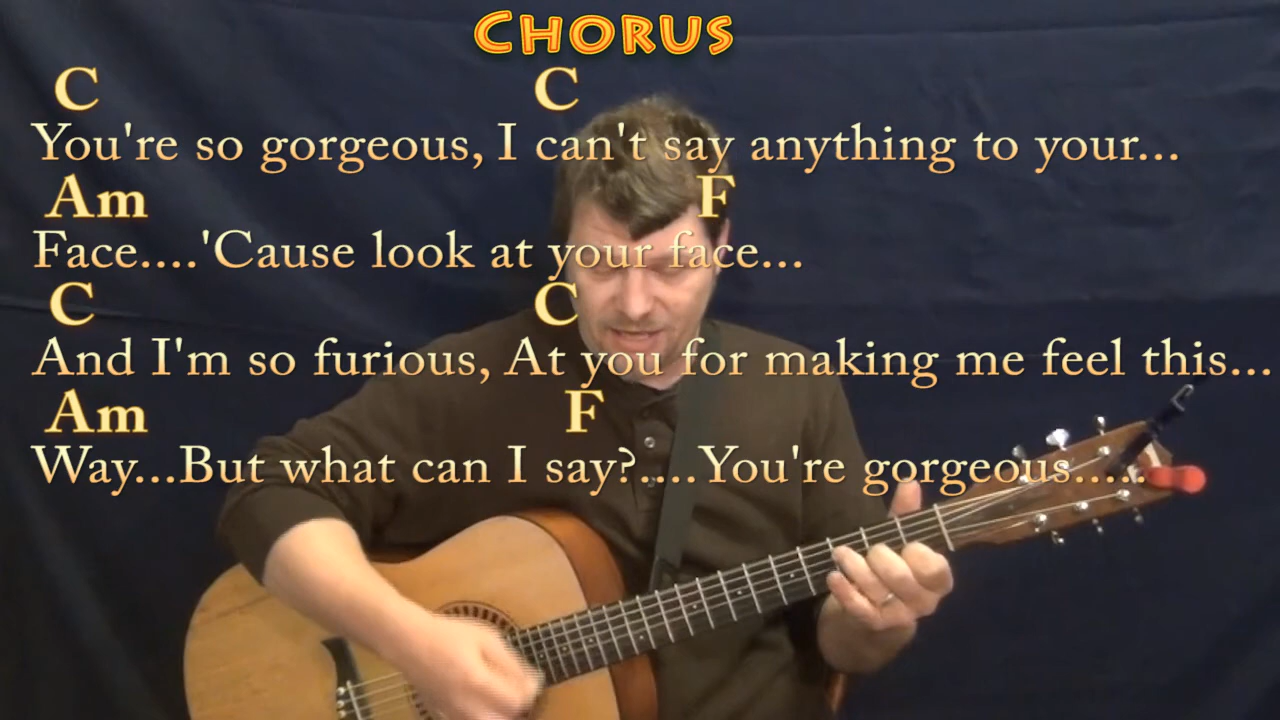 CHORUS
C C
You're so gorgeous, I can't say anything to your...
Am F
Face....'Cause look at your face...
C C
And I'm so furious, At you for making me feel this...
Am F
Way...But what can I say?....You're gorgeous.....